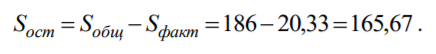 S_ост = S_общ − S_факт = 186 − 20,33 = 165,67 .